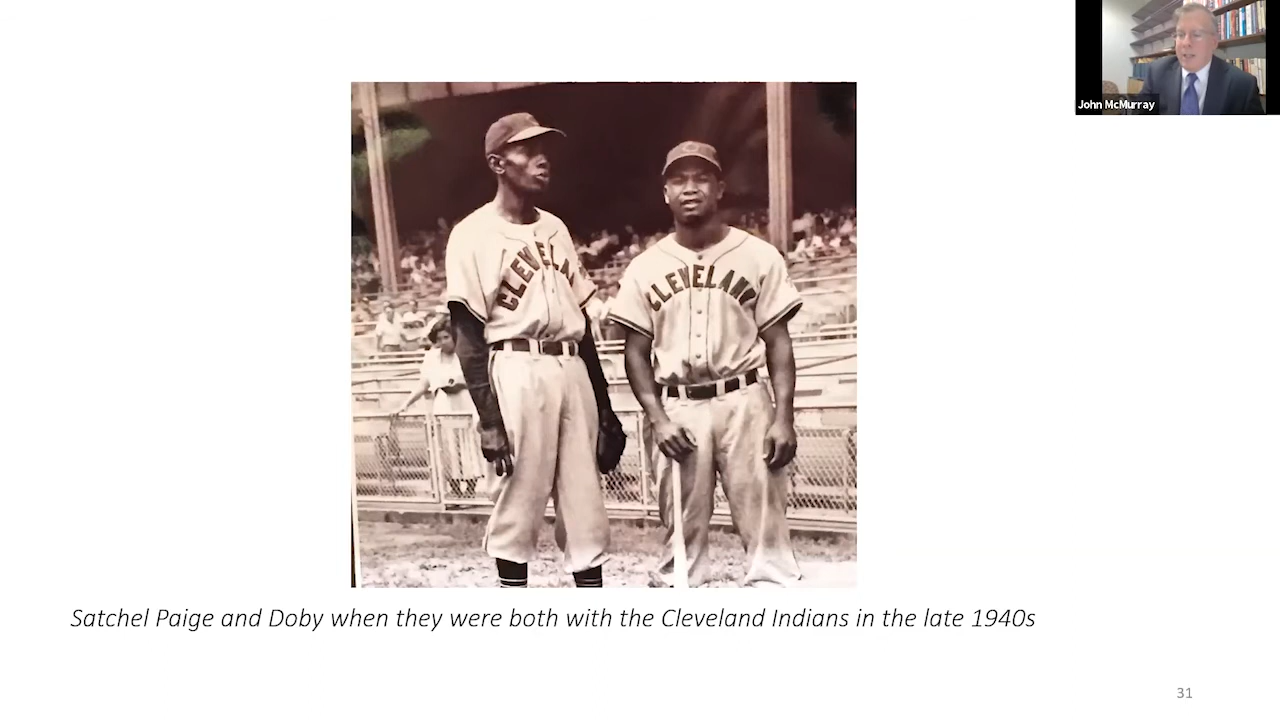 John McMurray
CLEVELAN
CLEVELAND
C
Satchel Paige and Doby when they were both with the Cleveland Indians in the late 1940s
31